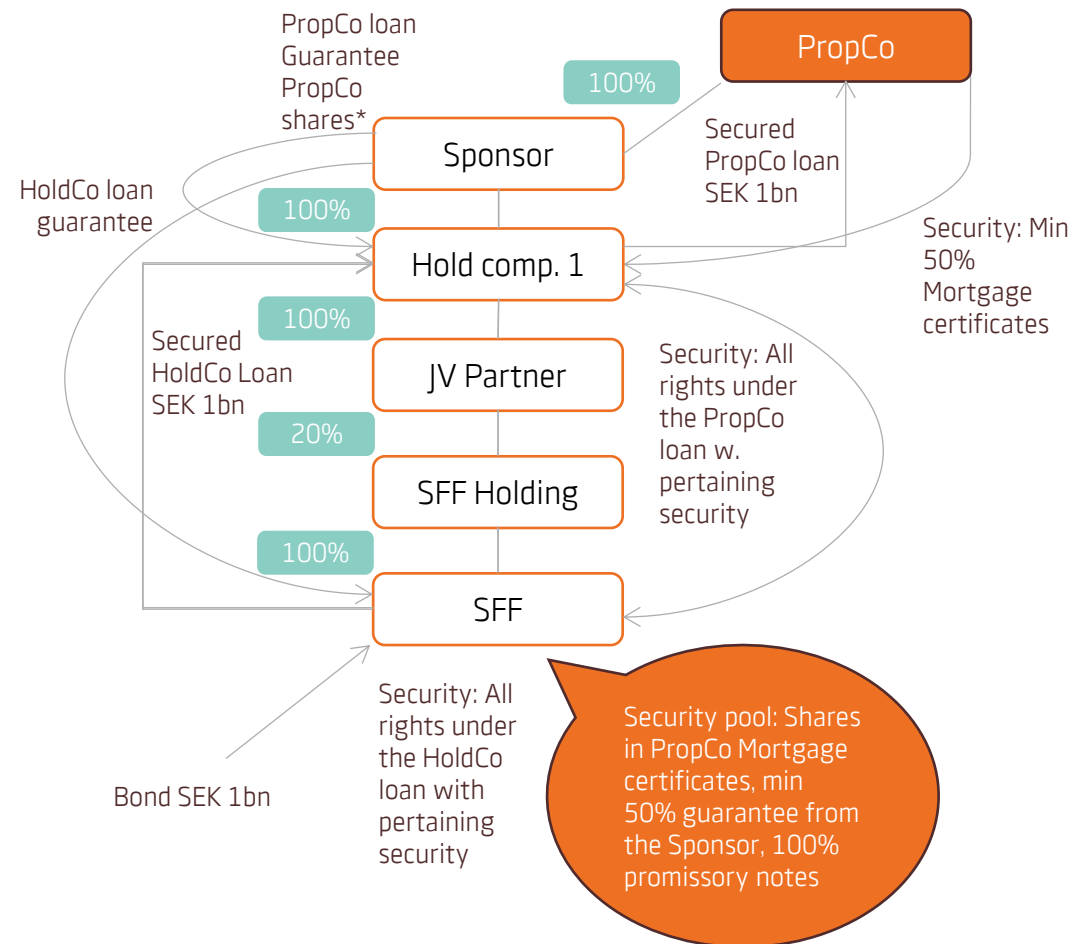 PropCo loan
Guarantee
PropCo
shares*
PropCo
100%
Sponsor
Secured
PropCo loan
SEK 1bn
HoldCo loan
guarantee
100%
Security: Min
50%
Mortgage
certificates
Hold comp. 1
100%
Secured
HoldCo Loan
SEK 1bn
JV Partner
Security: All
rights under
the PropCo
loan w.
pertaining
security
20%
SFF Holding
100%
SFF
Bond SEK 1bn
Security: All
rights under
the HoldCo
loan with
pertaining
security
Security pool: Shares
in PropCo Mortgage
certificates, min
50% guarantee from
the Sponsor, 100%
promissory notes